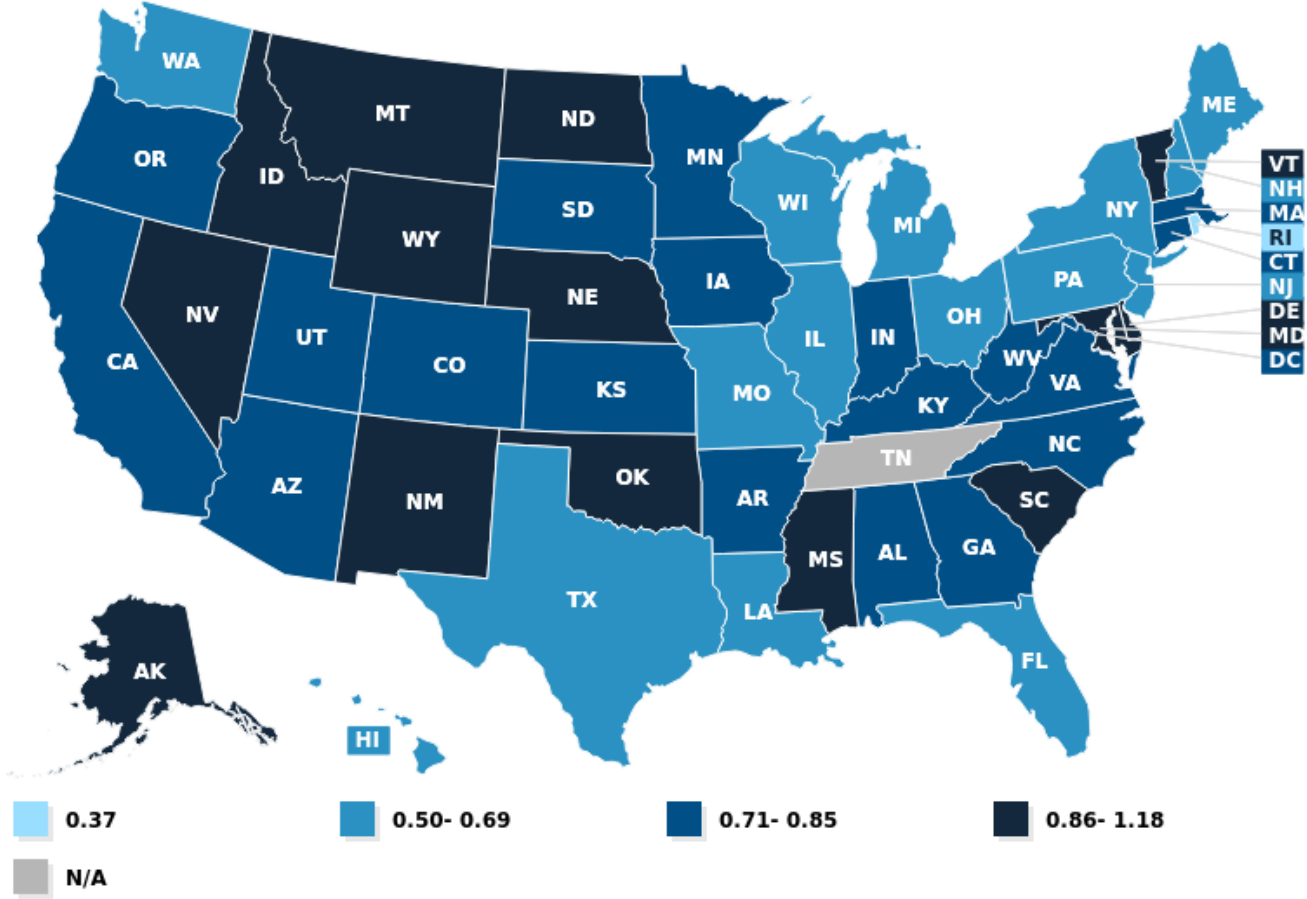 WA
MT
ND
ME
OR
ID
MN
VT
NH
SD
WI
MI
NY
MA
WY
RI
CT
NE
IA
PA
NJ
NV
DE
UT
IL
IN
OH
MD
CA
CO
WV
DC
KS
MO
VA
KY
AZ
NM
OK
TN
NC
AR
SC
MS
AL
GA
TX
LA
FL
AK
HI
0.37
0.50- 0.69
0.71- 0.85
0.86- 1.18
N/A